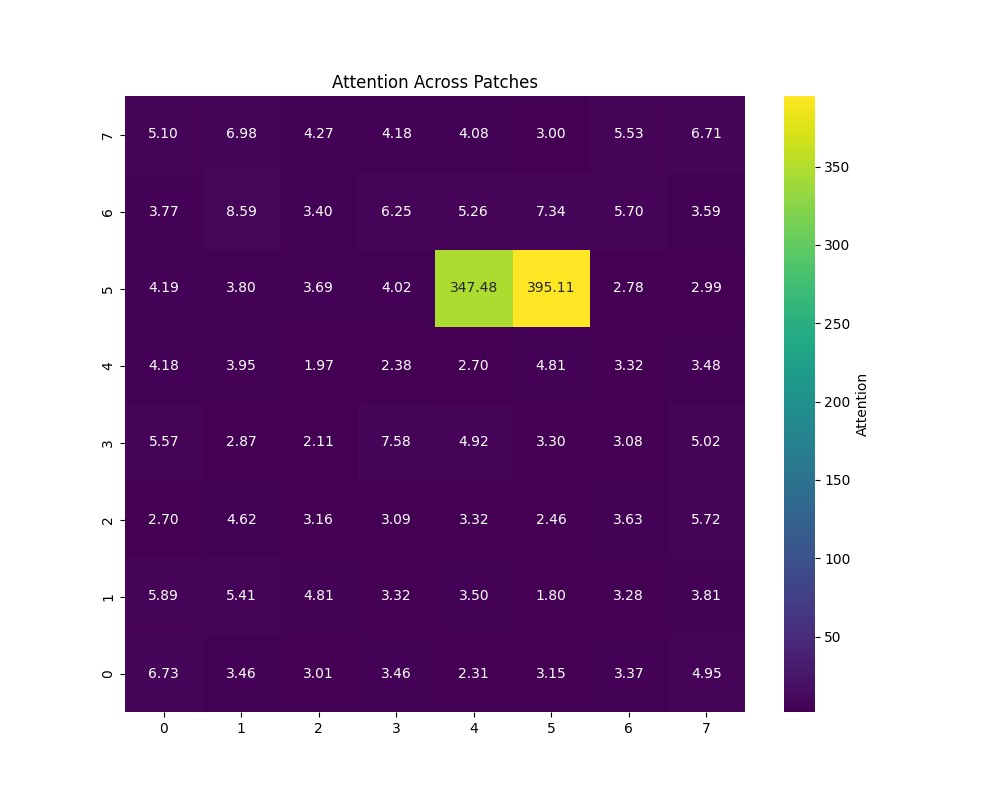 Attention Across Patches
7 5.10 6.98 4.27 4.18 4.08 3.00 5.53 6.71
350
6 3.77 8.59 3.40 6.25 5.26 7.34 5.70 3.59
300
5 4.19 3.80 3.69 4.02 347.48 395.11 2.78 2.99
250
4 4.18 3.95 1.97 2.38 2.70 4.81 3.32 3.48
200
Attention
3 5.57 2.87 2.11 7.58 4.92 3.30 3.08 5.02
150
2 2.70 4.62 3.16 3.09 3.32 2.46 3.63 5.72
100
1 5.89 5.41 4.81 3.32 3.50 1.80 3.28 3.81
50
0 6.73 3.46 3.01 3.46 2.31 3.15 3.37 4.95
0 1 2 3 4 5 6 7